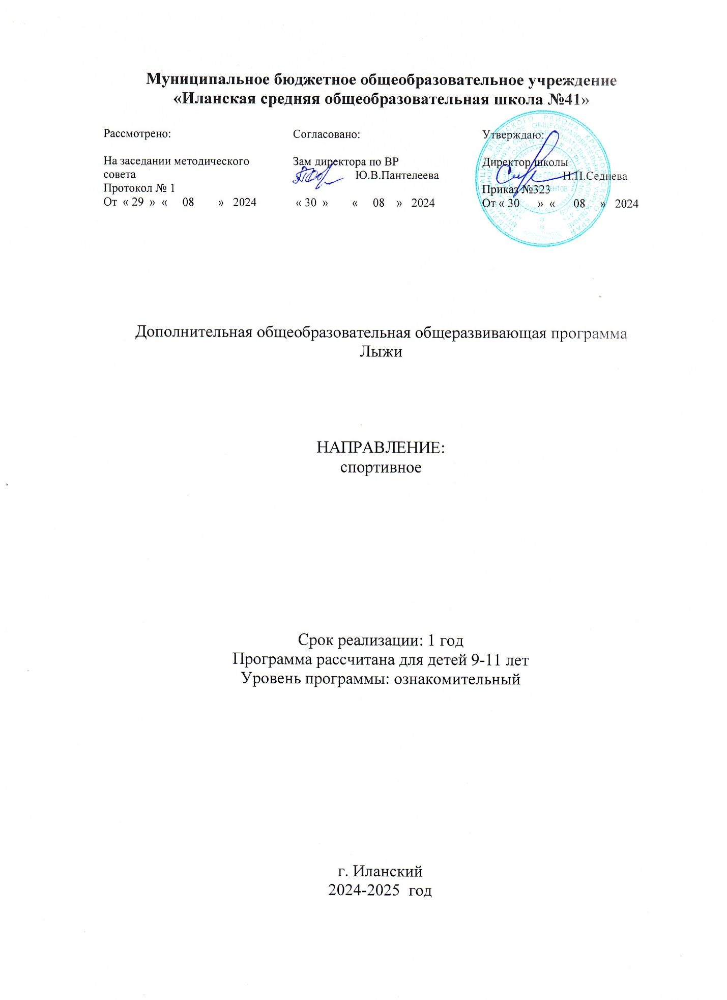 Муниципальное бюджетное общеобразовательное учреждение
«Иланская средняя общеобразовательная школа №41»
Рассмотрено:
На заседании методического
совета
Протокол № 1
От « 29 » « 08 » 2024
Согласовано:
Зам директора по ВР
Ю.В.Пантелеева
« 30 » « 08 » 2024
Утверждаю:
Директор школы
Н.П.Седнева
Приказ №323
От « 30 » « 08 » 2024
Дополнительная общеобразовательная общеразвивающая программа
Лыжи
НАПРАВЛЕНИЕ:
спортивное
Срок реализации: 1 год
Программа рассчитана для детей 9-11 лет
Уровень программы: ознакомительный
г. Иланский
2024-2025 год